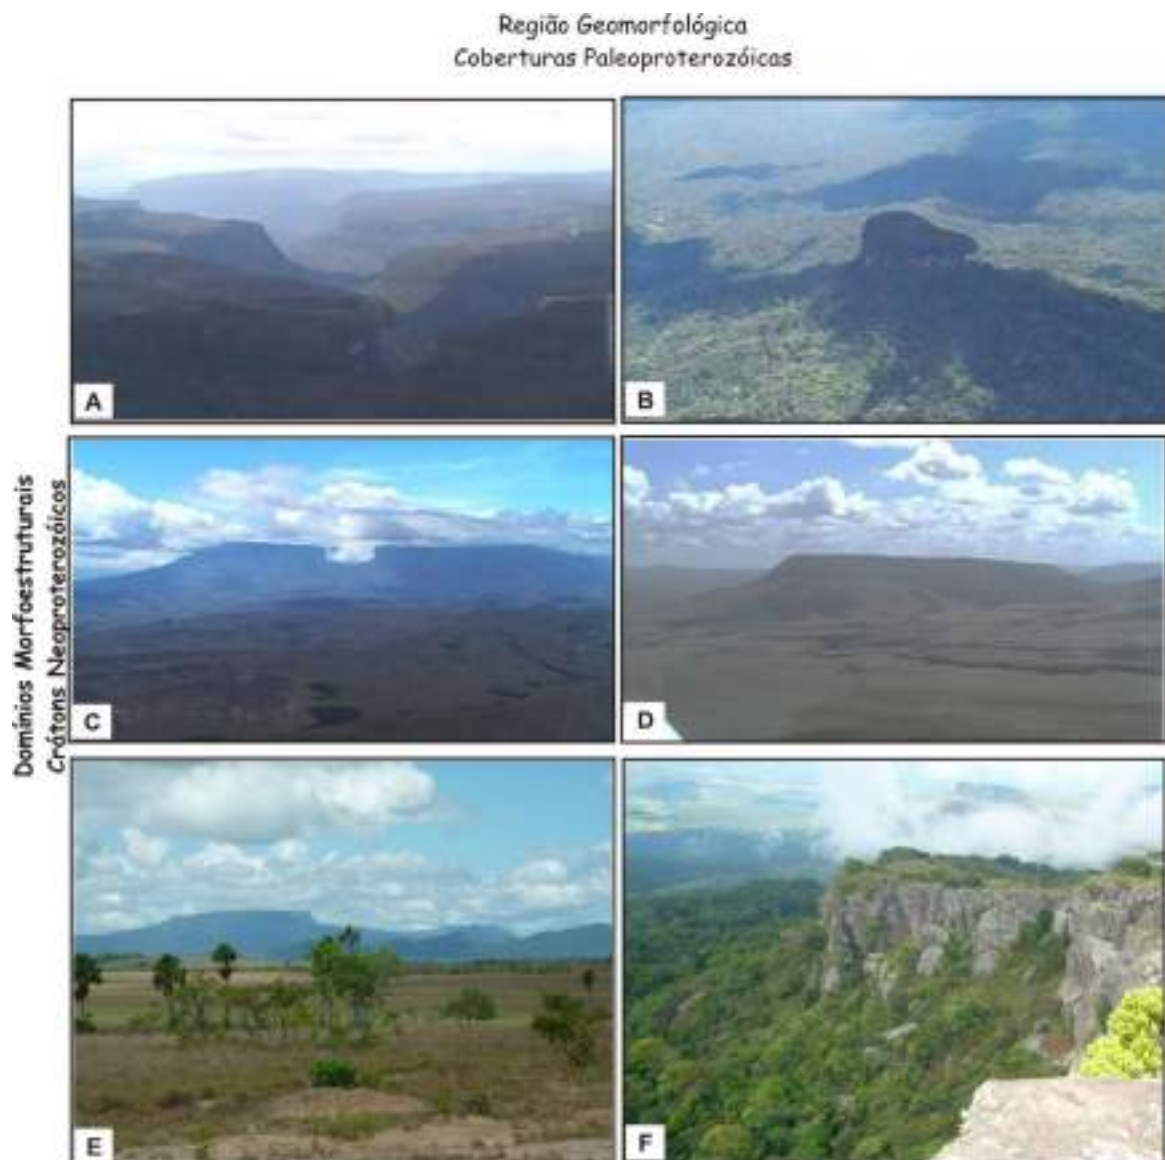 Região Geomorfológica
Coberturas Paleoproterozóicas
A
B
Domínios Morfoestruturais
Crátons Neoproterozóicos
C
D
E
F